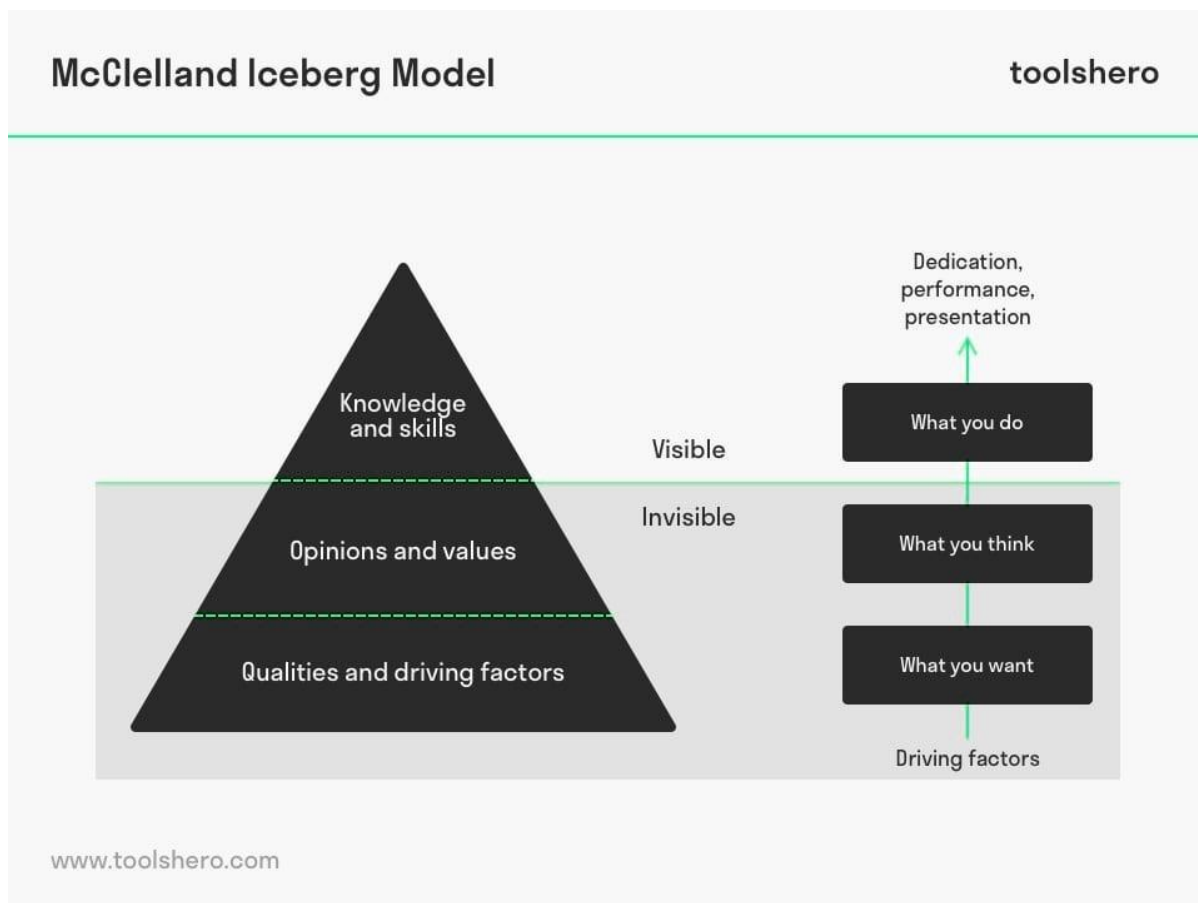 McClelland Iceberg Model
toolshero
Dedication,
performance,
presentation
Knowledge
and skills
What you do
Visible
Invisible
Opinions and values
What you think
Qualities and driving factors
What you want
Driving factors
www.toolshero.com